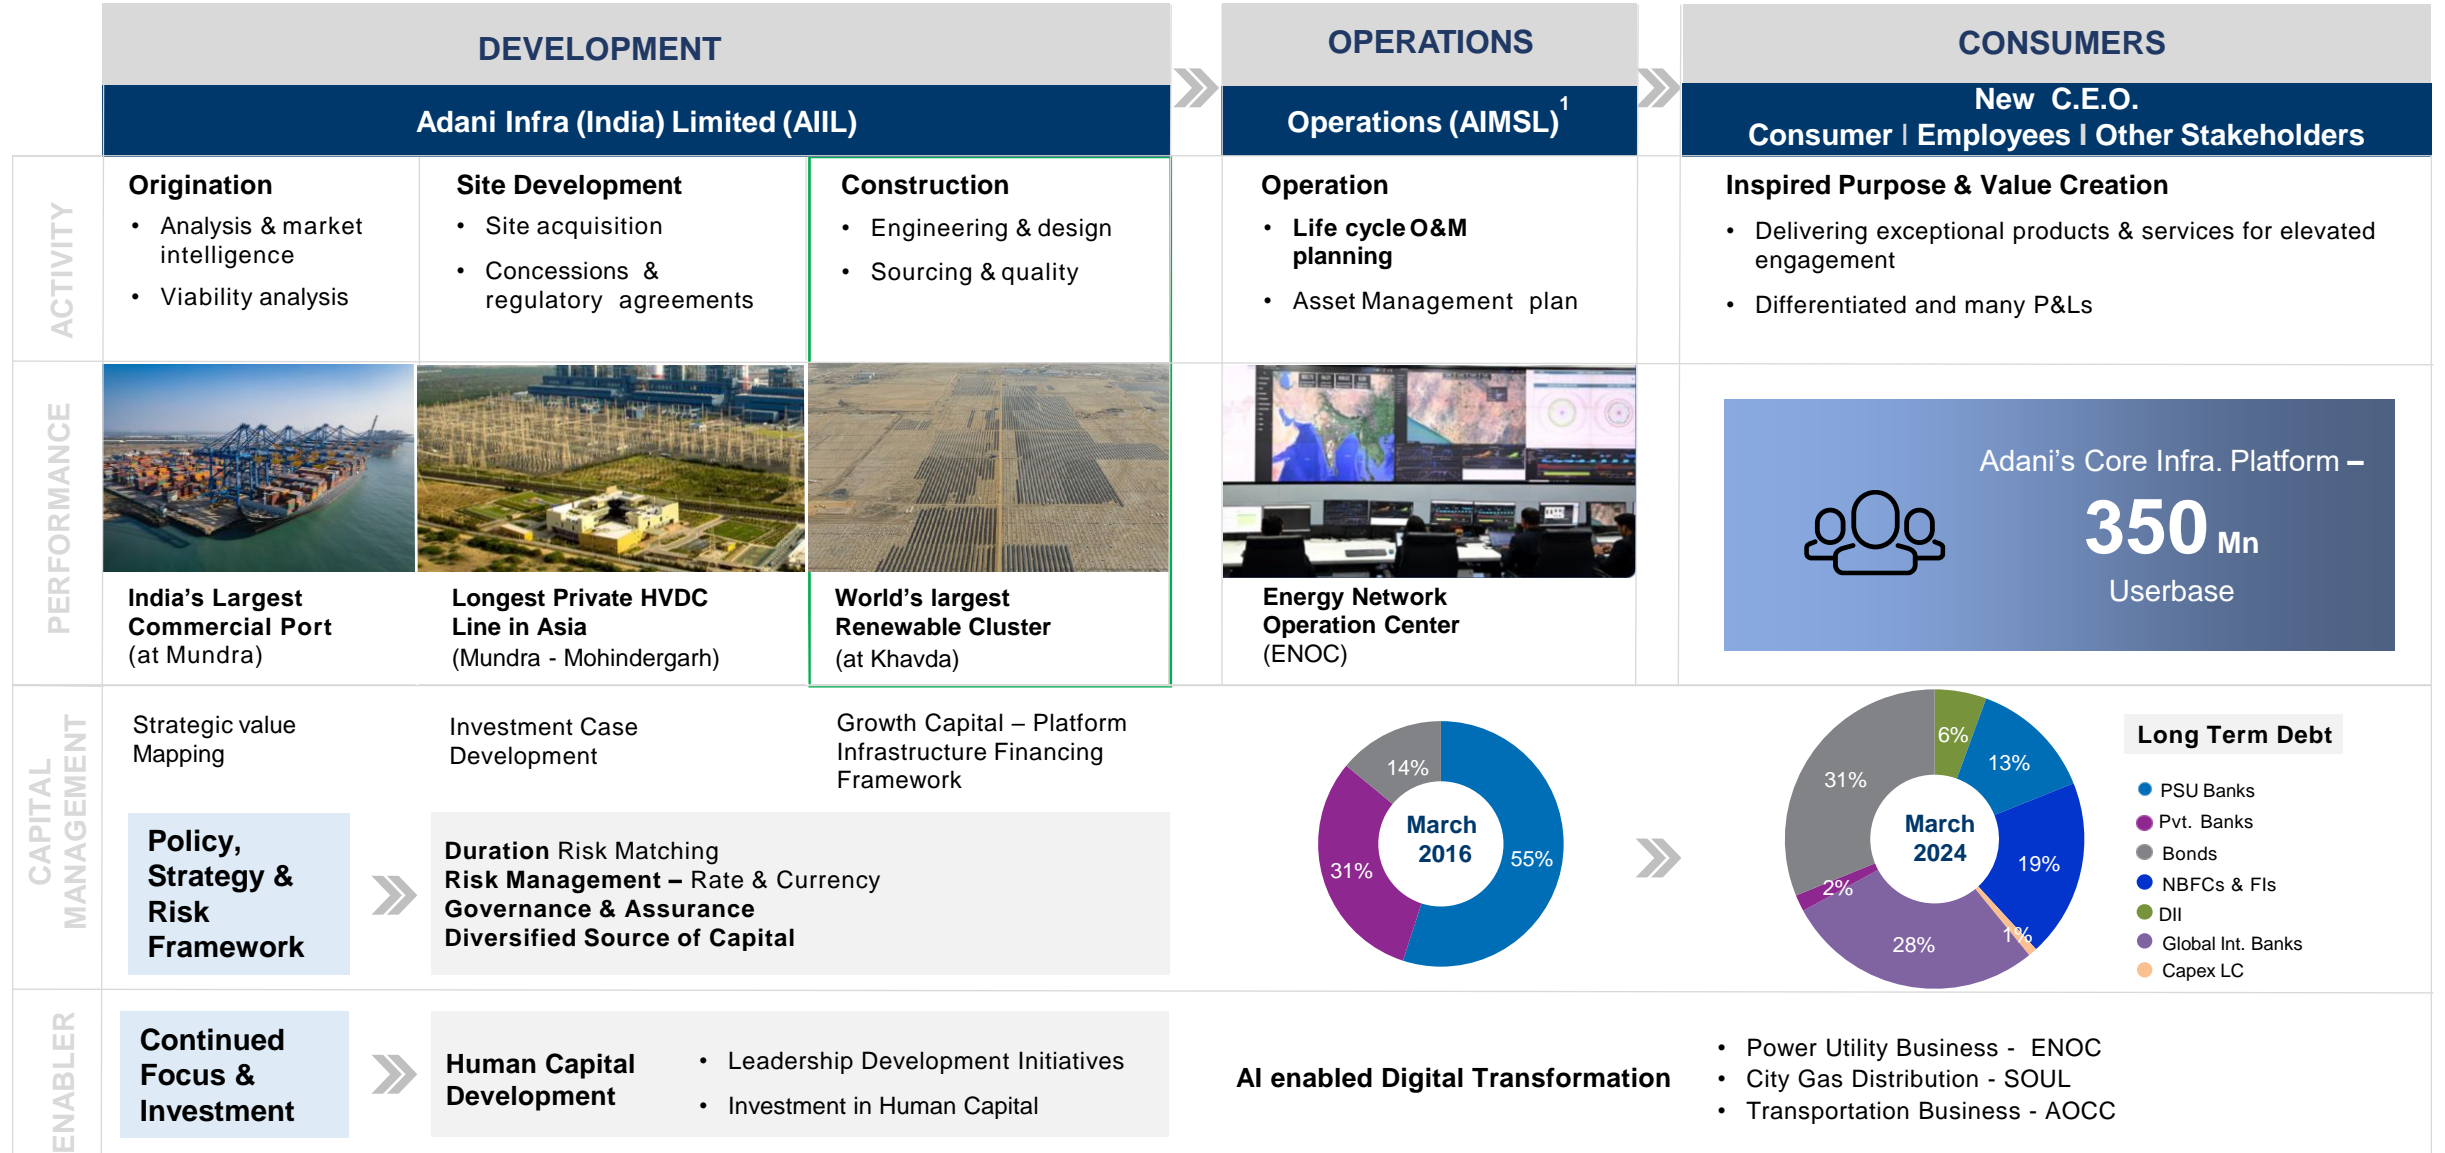 DEVELOPMENT
OPERATIONS
CONSUMERS
Adani Infra (India) Limited (AIIL)
Operations (AIMSL)1
New C.E.O.
Consumer I Employees I Other Stakeholders
ACTIVITY
Origination
• Analysis & market
intelligence
• Viability analysis
Site Development
• Site acquisition
• Concessions &
regulatory agreements
Construction
• Engineering & design
• Sourcing & quality
Operation
• Life cycle O&M
planning
• Asset Management plan
Inspired Purpose & Value Creation
• Delivering exceptional products & services for elevated
engagement
• Differentiated and many P&Ls
PERFORMANCE
India's Largest
Commercial Port
(at Mundra)
Longest Private HVDC
Line in Asia
(Mundra - Mohindergarh)
World's largest
Renewable Cluster
(at Khavda)
Energy Network
Operation Center
(ENOC)
Adani's Core Infra. Platform –
350 Mn
Userbase
CAPITAL
MANAGEMENT
Strategic value
Mapping
Investment Case
Development
Growth Capital – Platform
Infrastructure Financing
Framework
Policy,
Strategy &
Risk
Framework
Duration Risk Matching
Risk Management – Rate & Currency
Governance & Assurance
Diversified Source of Capital
14%
31%
55%
March
2016
6%
13%
31%
19%
2%
28%
1%
March
2024
Long Term Debt
PSU Banks
Pvt. Banks
Bonds
NBFCs & FIs
DII
Global Int. Banks
Capex LC
ENABLER
Continued
Focus &
Investment
Human Capital
Development
• Leadership Development Initiatives
• Investment in Human Capital
AI enabled Digital Transformation
• Power Utility Business - ENOC
• City Gas Distribution - SOUL
• Transportation Business - AOCC